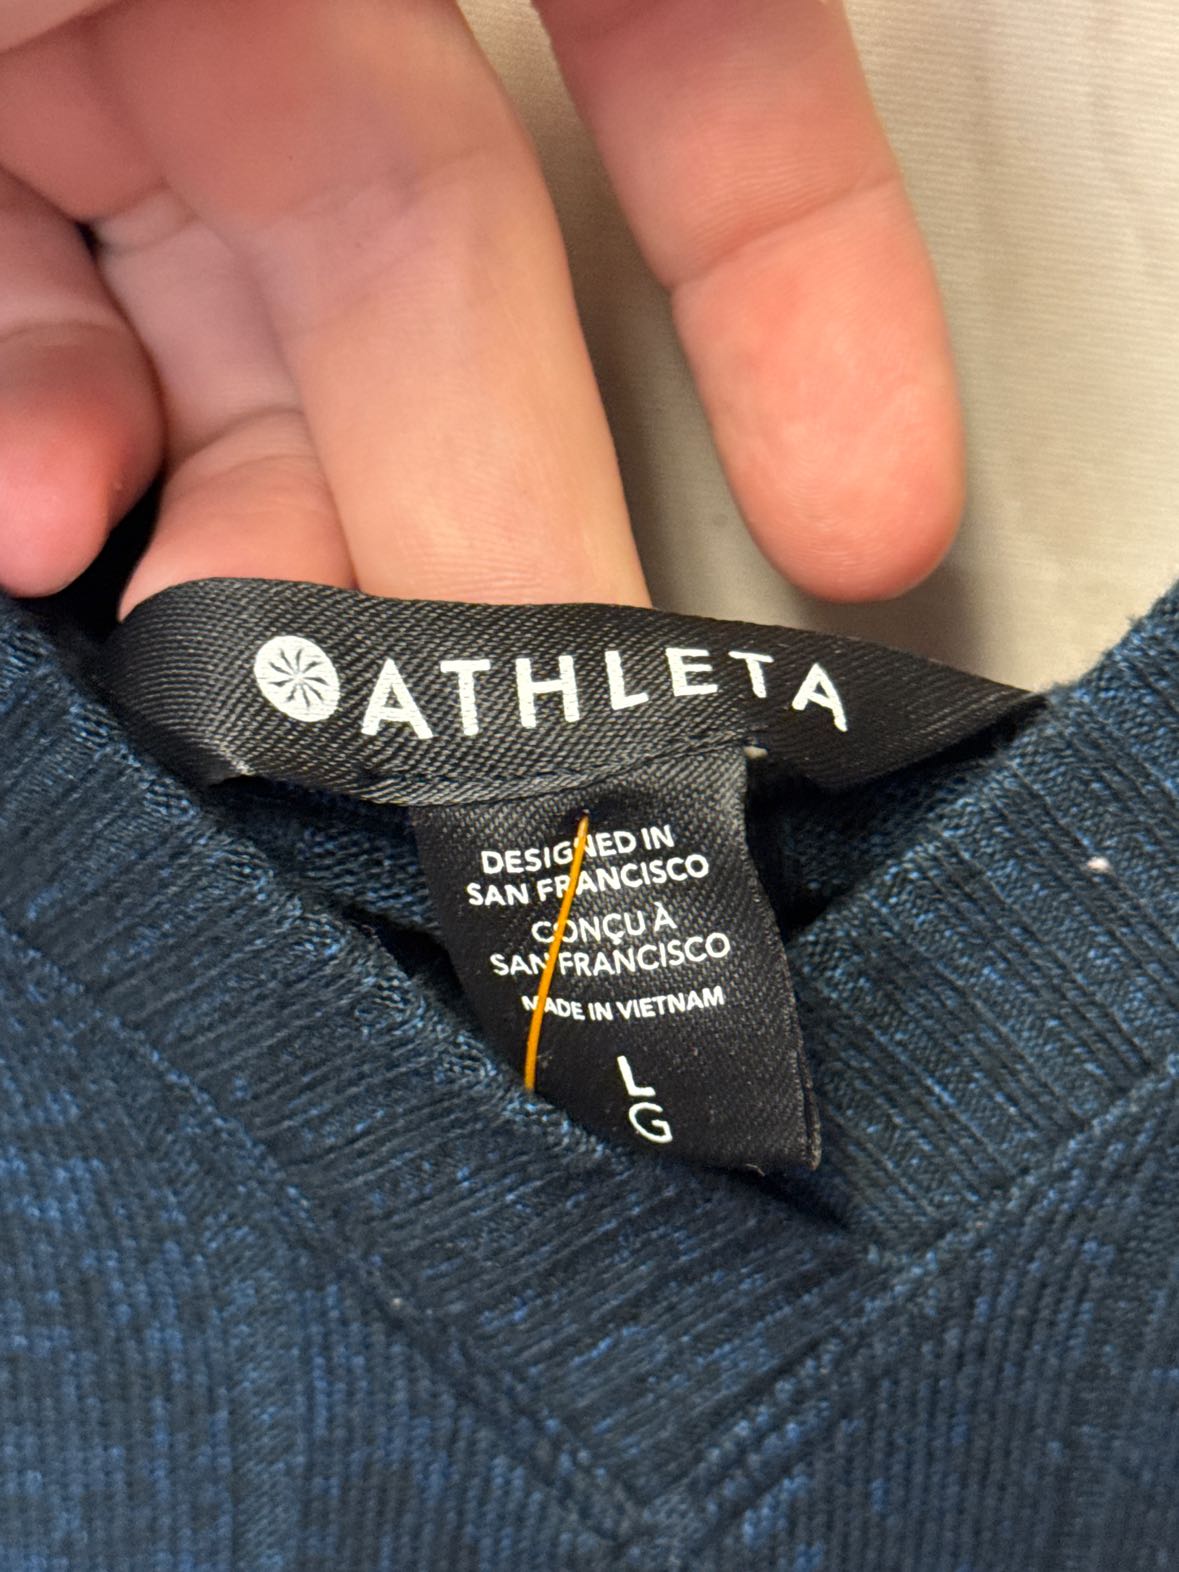 ATHLETA
DESIGNED IN
SAN FRANCISCO
CONÇU À
SAN FRANCISCO
MADE IN VIETNAM
L
G